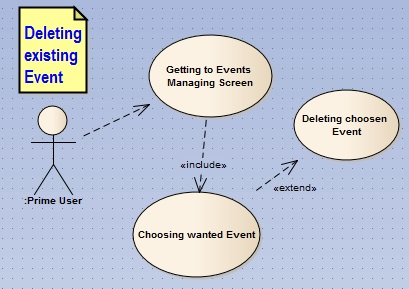 Deleting
existing
Event
Getting to Events
Managing Screen
Deleting choosen
Event
«include»
«extend»
:Prime User
Choosing wanted Event